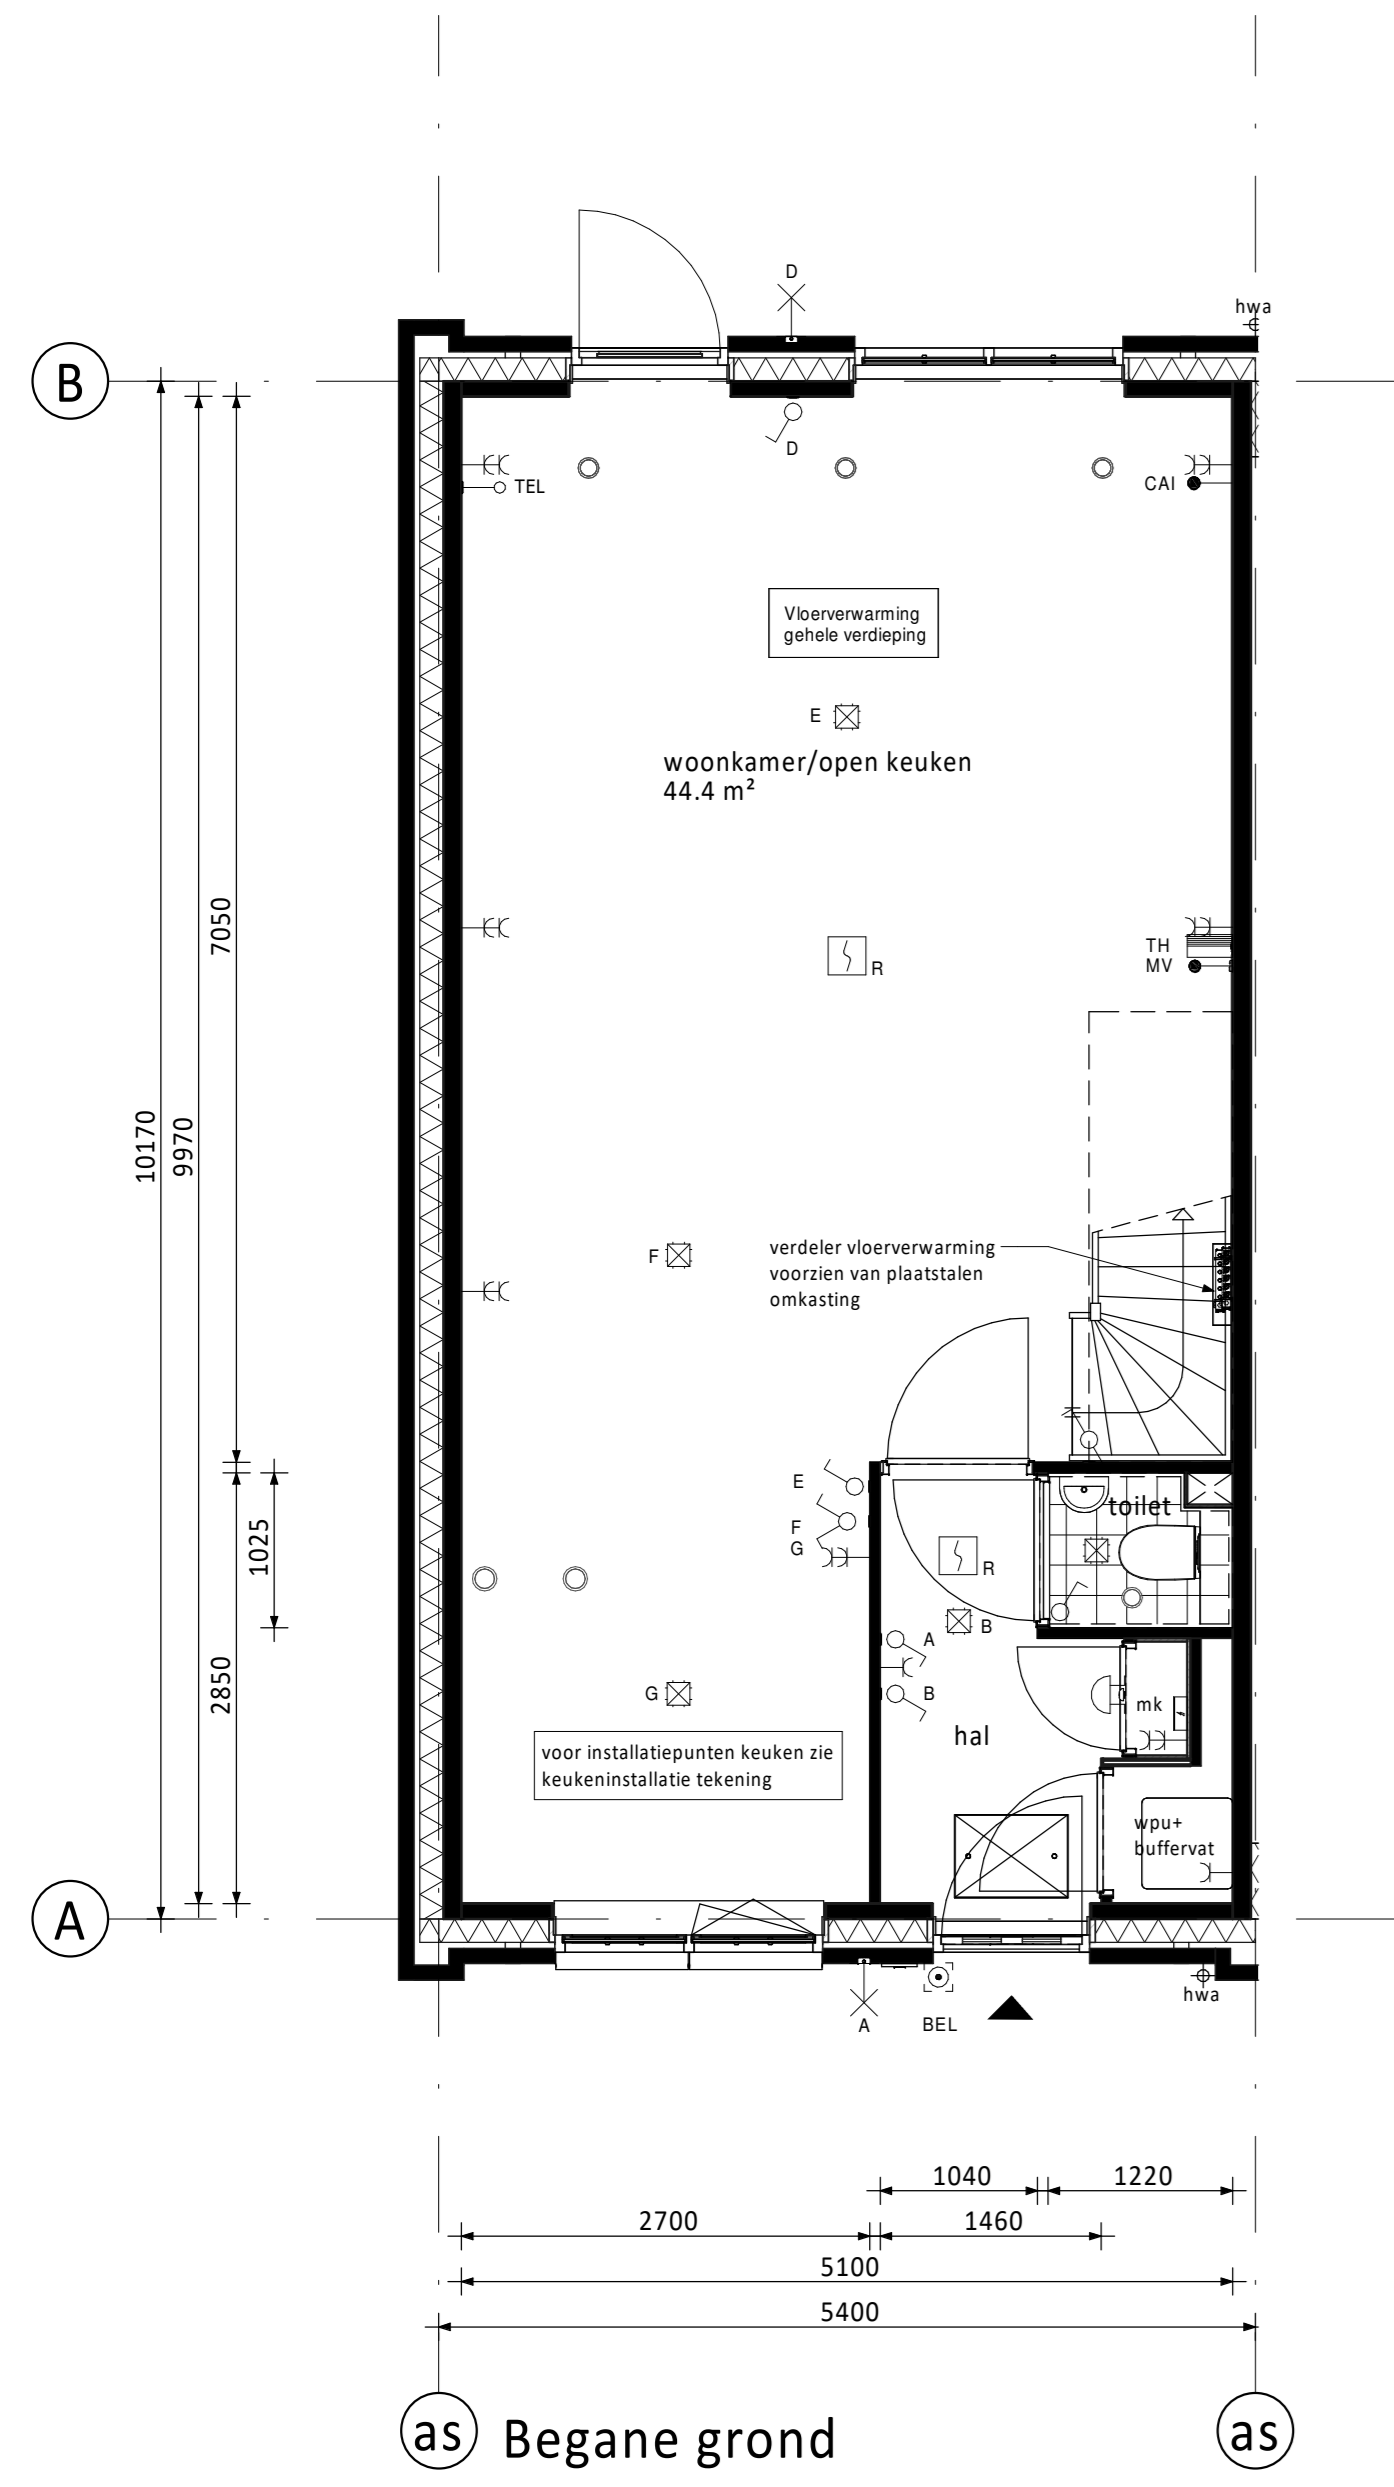 D
hwa
B
D
TEL
CAI
Vloerverwarming
gehele verdieping
E
woonkamer/open keuken
44.4 m²
7050
TH
MV
R
10170
9970
F
verdeler vloerverwarming
voorzien van plaatstalen
omkasting
E
F
G
toilet
1025
R
B
A
B
2850
G
mk
hal
voor installatiepunten keuken zie
keukeninstallatie tekening
wpu+
buffervat
A
hwa
A
BEL
1040
1220
2700
1460
5100
5400
as
Begane grond
as